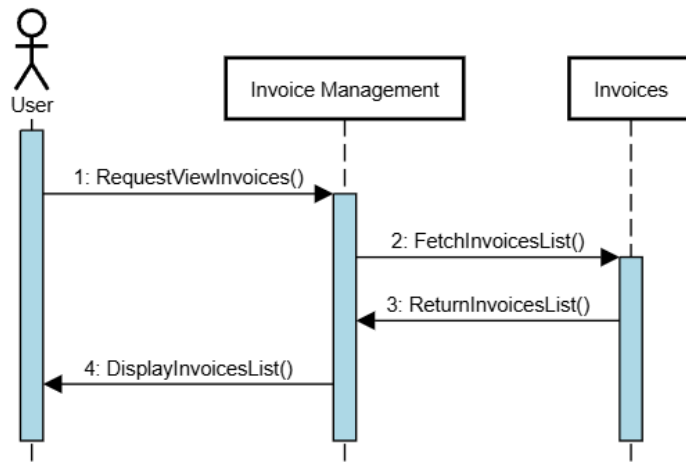 User
Invoice Management
Invoices
1: RequestViewInvoices()
2: FetchInvoicesList()
3: ReturnInvoicesList()
4: DisplayInvoicesList()